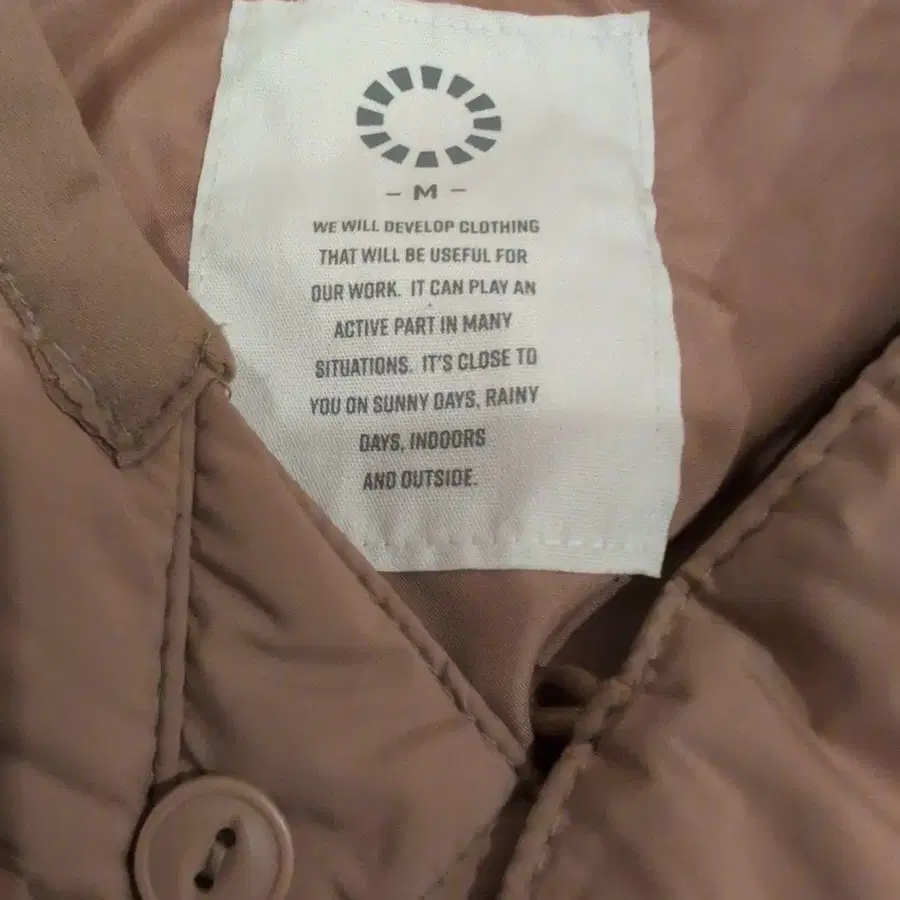 - M -
WE WILL DEVELOP CLOTHING
THAT WILL BE USEFUL FOR
OUR WORK. IT CAN PLAY AN
ACTIVE PART IN MANY
SITUATIONS. IT'S CLOSE TO
YOU ON SUNNY DAYS, RAINY
DAYS, INDOORS
AND OUTSIDE.